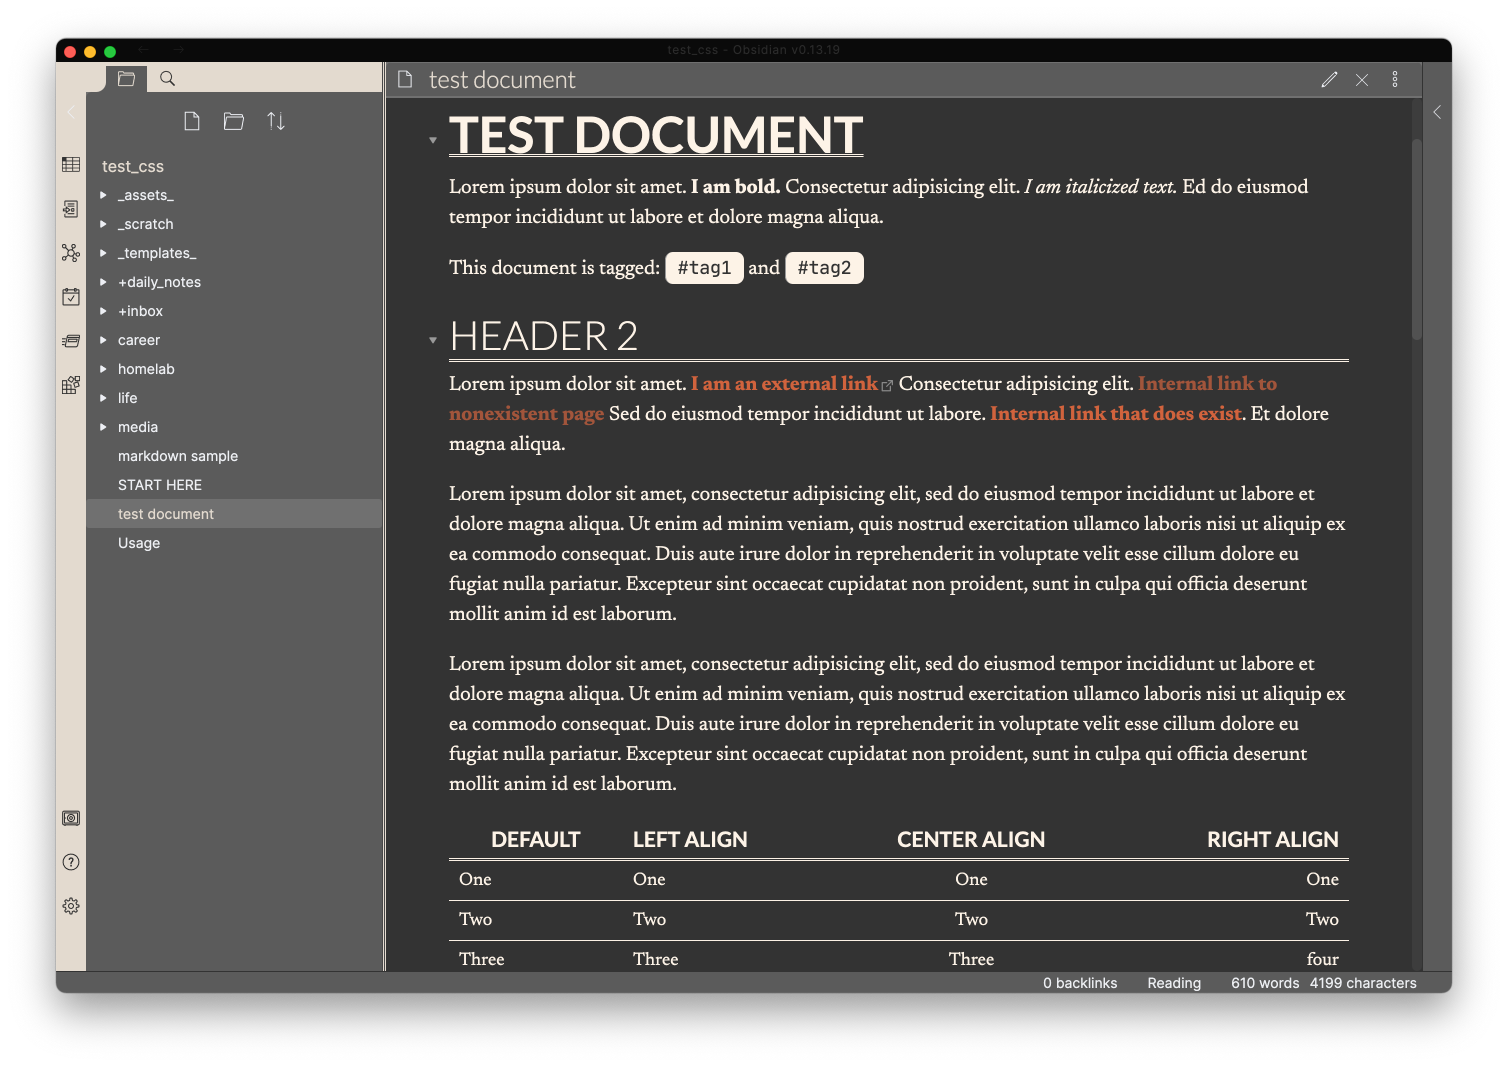 test_css - Obsidian v0.13.19
test document
test_css
_assets_
_scratch
_templates_
+daily_notes
+inbox
career
homelab
life
media
markdown sample
START HERE
test document
Usage
TEST DOCUMENT
Lorem ipsum dolor sit amet. I am bold. Consectetur adipisicing elit. I am italicized text. Ed do eiusmod
tempor incididunt ut labore et dolore magna aliqua.
This document is tagged: #tag1 and #tag2
HEADER 2
Lorem ipsum dolor sit amet. I am an external link Consectetur adipisicing elit. Internal link to
nonexistent page Sed do eiusmod tempor incididunt ut labore. Internal link that does exist. Et dolore
magna aliqua.
Lorem ipsum dolor sit amet, consectetur adipisicing elit, sed do eiusmod tempor incididunt ut labore et
dolore magna aliqua. Ut enim ad minim veniam, quis nostrud exercitation ullamco laboris nisi ut aliquip ex
ea commodo consequat. Duis aute irure dolor in reprehenderit in voluptate velit esse cillum dolore eu
fugiat nulla pariatur. Excepteur sint occaecat cupidatat non proident, sunt in culpa qui officia deserunt
mollit anim id est laborum.
Lorem ipsum dolor sit amet, consectetur adipisicing elit, sed do eiusmod tempor incididunt ut labore et
dolore magna aliqua. Ut enim ad minim veniam, quis nostrud exercitation ullamco laboris nisi ut aliquip ex
ea commodo consequat. Duis aute irure dolor in reprehenderit in voluptate velit esse cillum dolore eu
fugiat nulla pariatur. Excepteur sint occaecat cupidatat non proident, sunt in culpa qui officia deserunt
mollit anim id est laborum.
DEFAULT LEFT ALIGN CENTER ALIGN RIGHT ALIGN
One One One One
Two Two Two Two
Three Three Three four
0 backlinks Reading 610 words 4199 characters